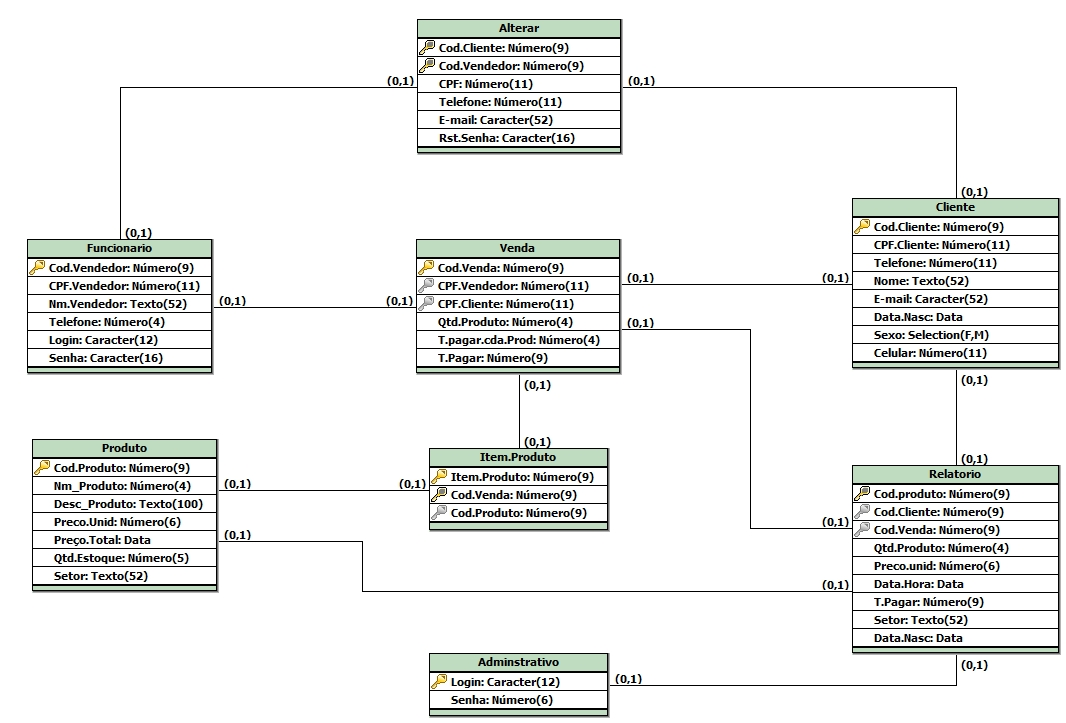 Alterar
Cod.Cliente: Número(9)
Cod.Vendedor: Número(9)
CPF: Número(11)
Telefone: Número(11)
E-mail: Caracter(52)
Rst.Senha: Caracter(16)
(0,1)
(0,1)
(0,1)
(0,1)
Funcionario
Cod.Vendedor: Número(9)
CPF.Vendedor: Número(11)
Nm.Vendedor: Texto(52)
Telefone: Número(4)
Login: Caracter(12)
Senha: Caracter(16)
(0,1)
(0,1)
Venda
Cod.Venda: Número(9)
CPF.Vendedor: Número(11)
CPF.Cliente: Número(11)
Qtd.Produto: Número(4)
T.pagar.cda.Prod: Número(4)
T.Pagar: Número(9)
(0,1)
(0,1)
(0,1)
(0,1)
Cliente
Cod.Cliente: Número(9)
CPF.Cliente: Número(11)
Telefone: Número(11)
Nome: Texto(52)
E-mail: Caracter(52)
Data.Nasc: Data
Sexo: Selection(F,M)
Celular: Número(11)
(0,1)
(0,1)
(0,1)
Produto
Cod.Produto: Número(9)
Nm_Produto: Número(4)
Desc_Produto: Texto(100)
Preco.Unid: Número(6)
Preço.Total: Data
Qtd.Estoque: Número(5)
Setor: Texto(52)
(0,1)
(0,1)
(0,1)
Item.Produto
Item.Produto: Número(9)
Cod.Venda: Número(9)
Cod.Produto: Número(9)
Relatorio
Cod.produto: Número(9)
Cod.Cliente: Número(9)
Cod.Venda: Número(9)
Qtd.Produto: Número(4)
Preco.unid: Número(6)
Data.Hora: Data
T.Pagar: Número(9)
Setor: Texto(52)
Data.Nasc: Data
(0,1)
(0,1)
(0,1)
Adminstrativo
Login: Caracter(12)
Senha: Número(6)
(0,1)